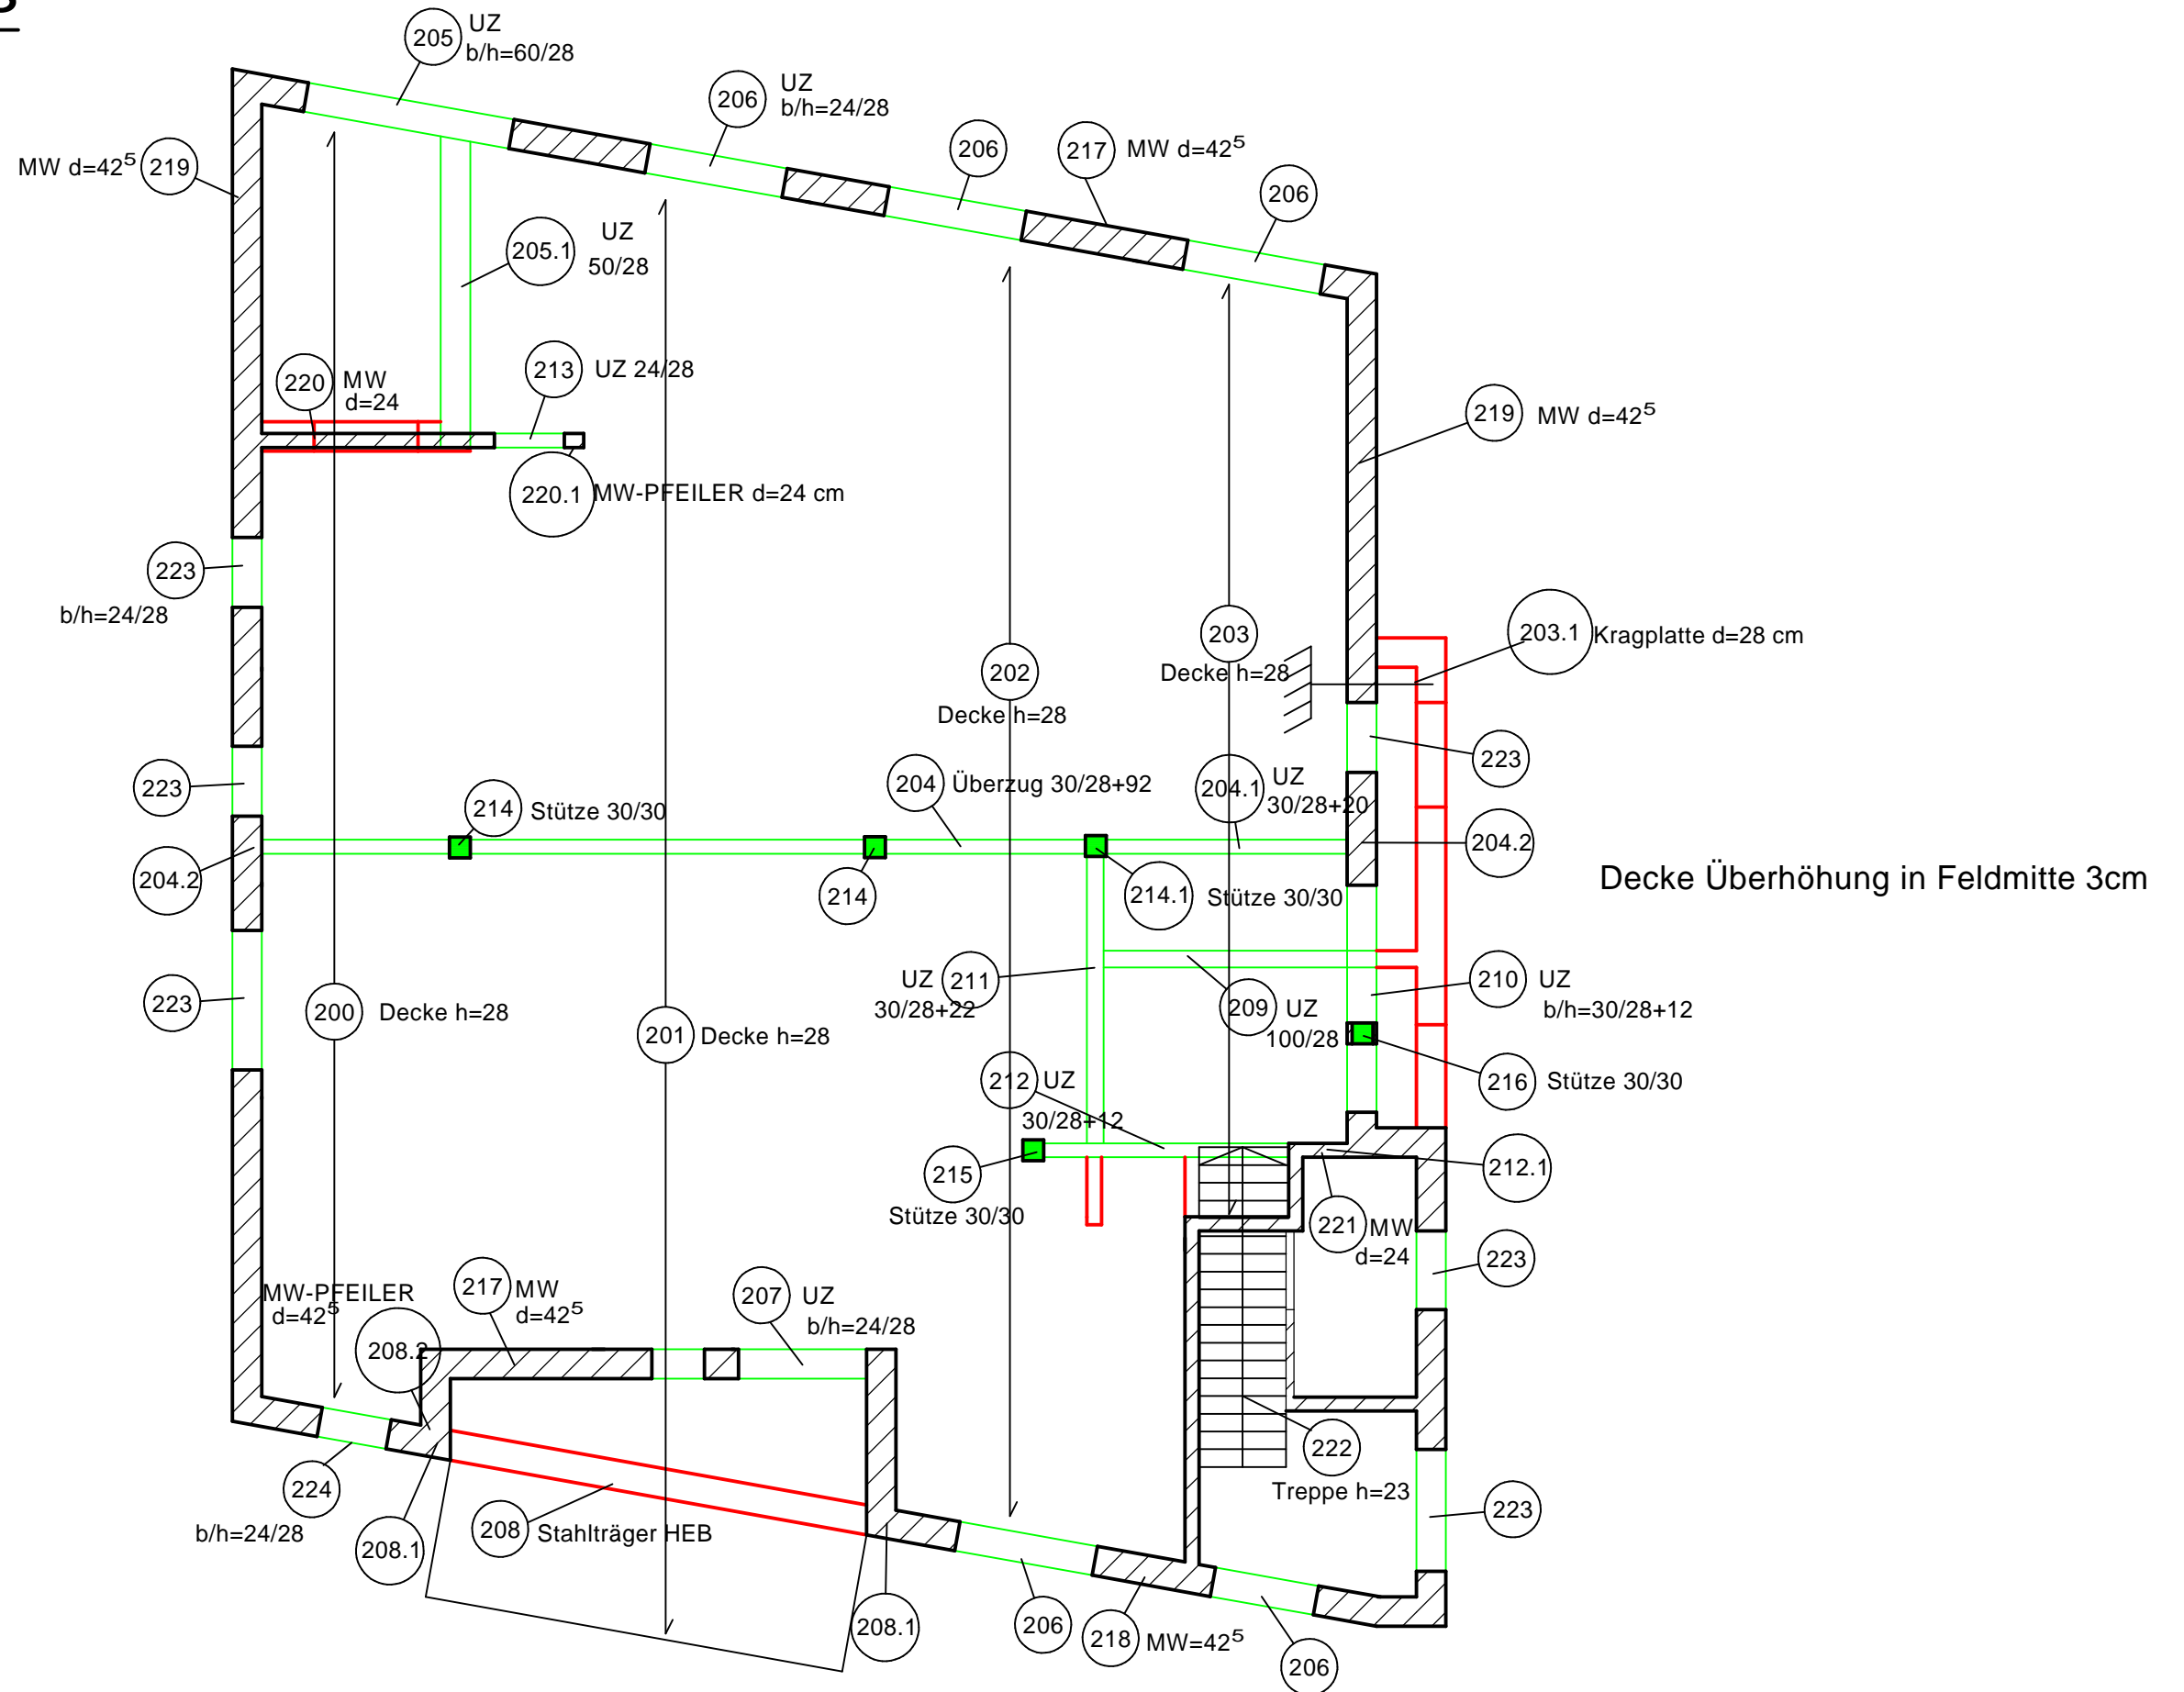 205 UZ
b/h=60/28
206 UZ
b/h=24/28
206
217 MW d=42⁵
206
MW d=42⁵ 219
205.1 UZ
50/28
213 UZ 24/28
220 MW
d=24
219 MW d=42⁵
220.1 MW-PFEILER d=24 cm
223
b/h=24/28
203
Decke h=28
203.1 Kragplatte d=28 cm
202
Decke h=28
223
223
214 Stütze 30/30
204 Überzug 30/28+92
204.1 UZ
30/28+20
204.2
204.2
214
214.1 Stütze 30/30
Decke Überhöhung in Feldmitte 3cm
223
200 Decke h=28
201 Decke h=28
UZ 211
30/28+22
209 UZ
100/28
210 UZ
b/h=30/28+12
212 UZ
30/28+12
216 Stütze 30/30
215
Stütze 30/30
212.1
221 MW
d=24
223
MW-PFEILER
d=42⁵
208.2
217 MW
d=42⁵
207 UZ
b/h=24/28
222
Treppe h=23
224
b/h=24/28
208.1
208 Stahlträger HEB
223
208.1
206
218 MW=42⁵
206